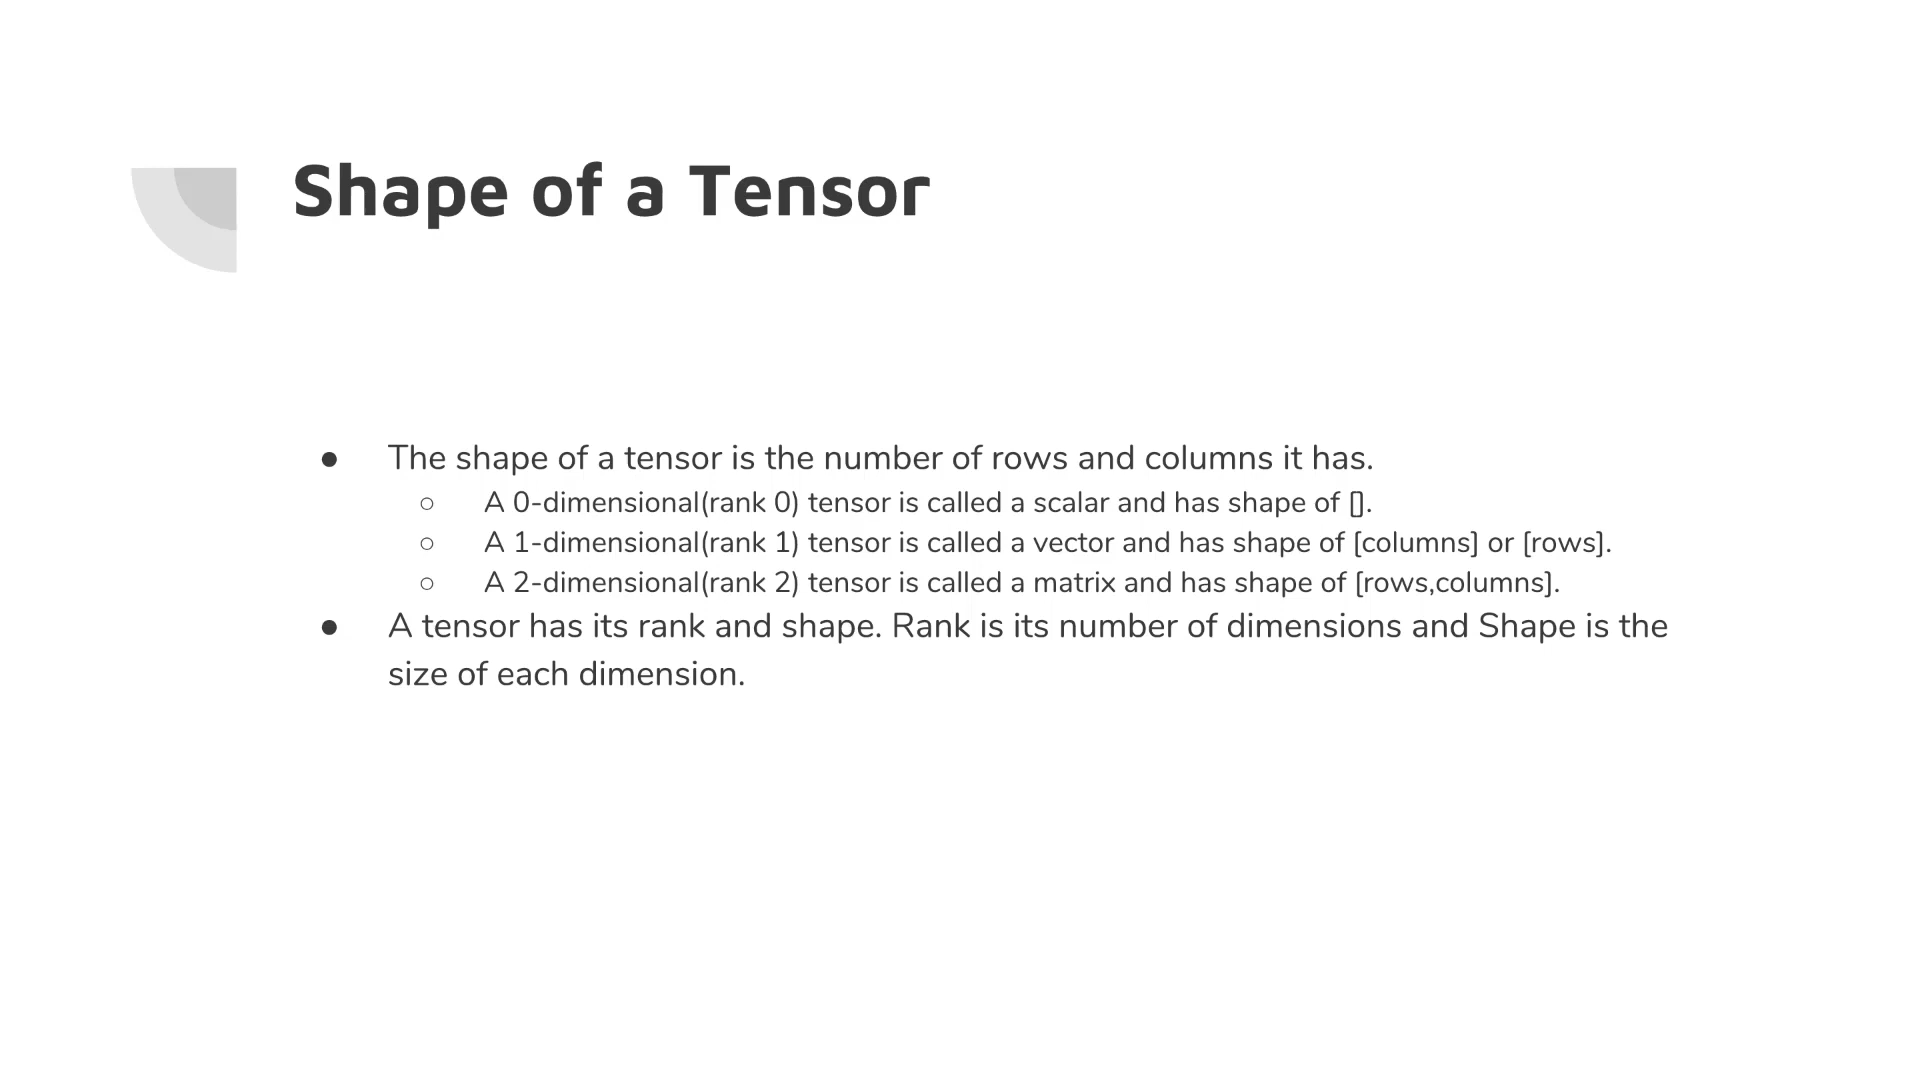 Shape of a Tensor
● The shape of a tensor is the number of rows and columns it has.
○ A 0-dimensional(rank 0) tensor is called a scalar and has shape of [].
○ A 1-dimensional(rank 1) tensor is called a vector and has shape of [columns] or [rows].
○ A 2-dimensional(rank 2) tensor is called a matrix and has shape of [rows,columns].
● A tensor has its rank and shape. Rank is its number of dimensions and Shape is the
size of each dimension.